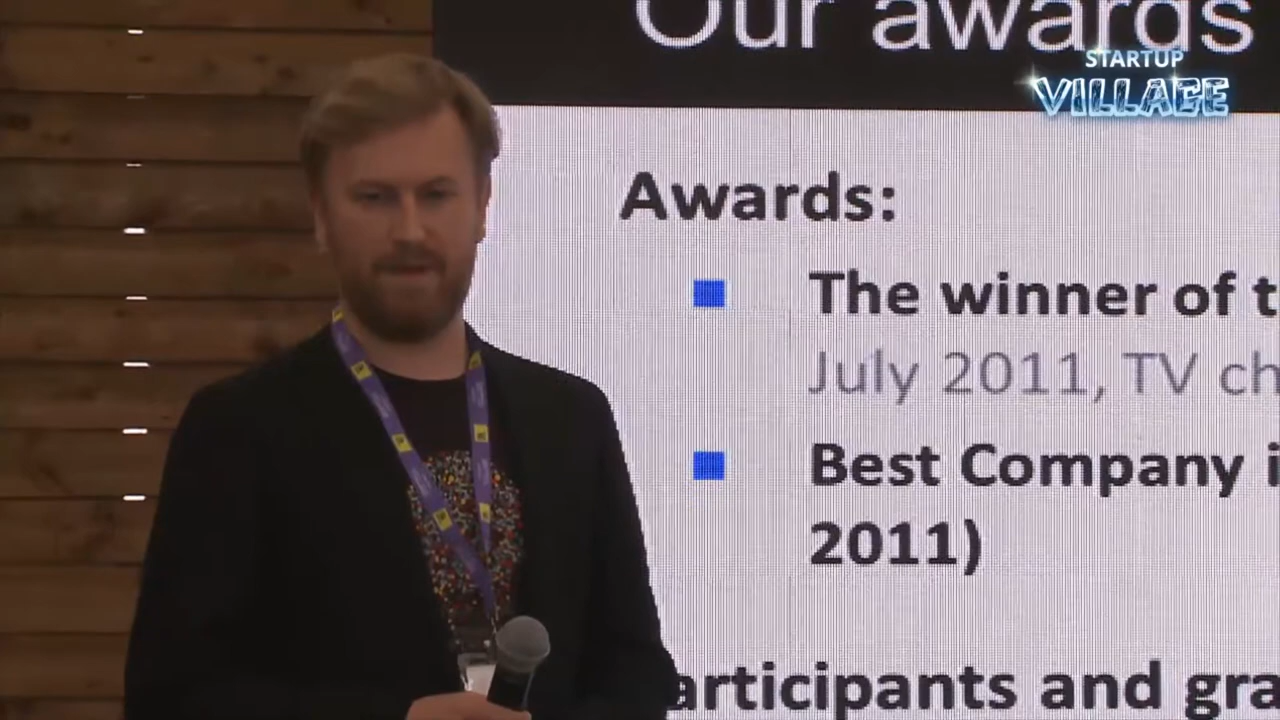 Our awards
STARTUP
VILLAGE
Awards:
The winner of t
July 2011, TV ch
Best Company i
2011)
articipants and gra